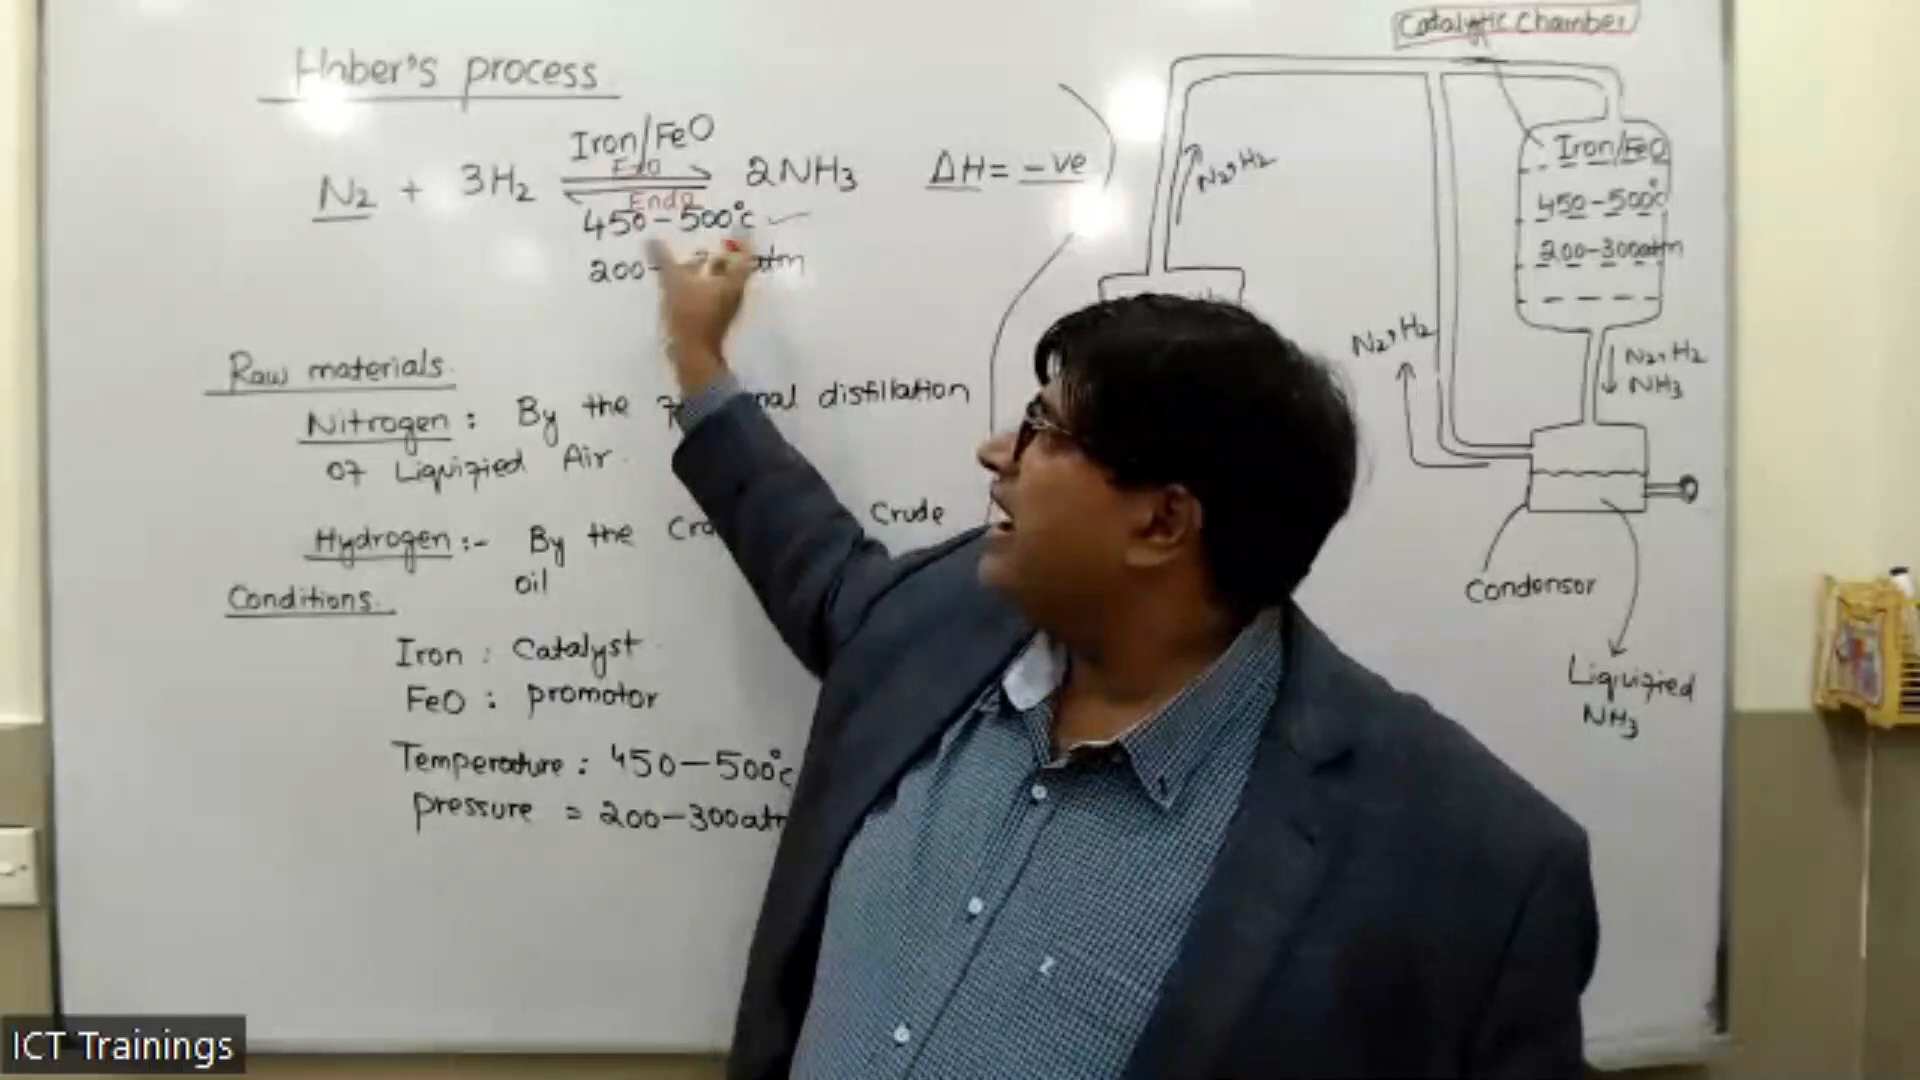 Haber's process
Iron/FeO
Exo
N2 + 3H2 2NH3 ΔH = -ve
Endo
450-500°c
200- atm
Raw materials.
Nitrogen : By the distillation
of Liquified Air.
Hydrogen :- By the Crude
oil
Conditions.
Iron : Catalyst
FeO : promotor
Temperature : 450-500°c
pressure = 200-300atm
Catalytic Chamber
N2, H2
Iron/FeO
450-500°c
200-300atm
N2, H2
N2, H2
NH3
Condensor
Liquified
NH3
ICT Trainings